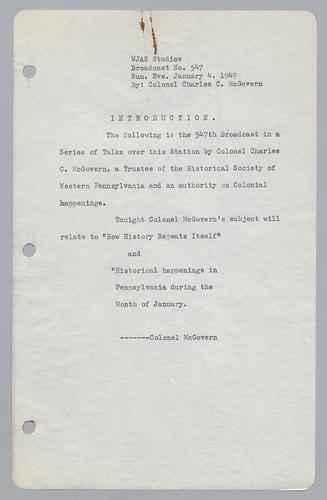 WJAS Studios
Broadcast No. 547
Sun. Eve. January 4, 1947
By: Colonel Charles C. McGovern
INTRODUCTION.
The following is the 547th Broadcast in a
Series of Talks over this Station by Colonel Charles
C. McGovern, a Trustee of the Historical Society of
Western Pennsylvania and an authority on Colonial
happenings.
Tonight Colonel McGovern's subject will
relate to "How History Repeats Itself"
and
"Historical happenings in
Pennsylvania during the
Month of January.
-------Colonel McGovern